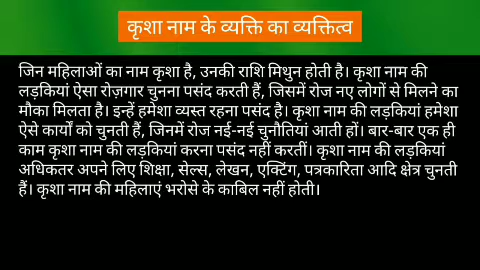 कृशा नाम के व्यक्ति का व्यक्तित्व
जिन महिलाओं का नाम कृशा है, उनकी राशि मिथुन होती है। कृशा नाम की
लड़कियां ऐसा रोज़गार चुनना पसंद करती हैं, जिसमें रोज नए लोगों से मिलने का
मौका मिलता है। इन्हें हमेशा व्यस्त रहना पसंद है। कृशा नाम की लड़कियां हमेशा
ऐसे कार्यों को चुनती हैं, जिनमें रोज नई-नई चुनौतियां आती हों। बार-बार एक ही
काम कृशा नाम की लड़कियां करना पसंद नहीं करतीं। कृशा नाम की लड़कियां
अधिकतर अपने लिए शिक्षा, सेल्स, लेखन, एक्टिंग, पत्रकारिता आदि क्षेत्र चुनती
हैं। कृशा नाम की महिलाएं भरोसे के काबिल नहीं होती।